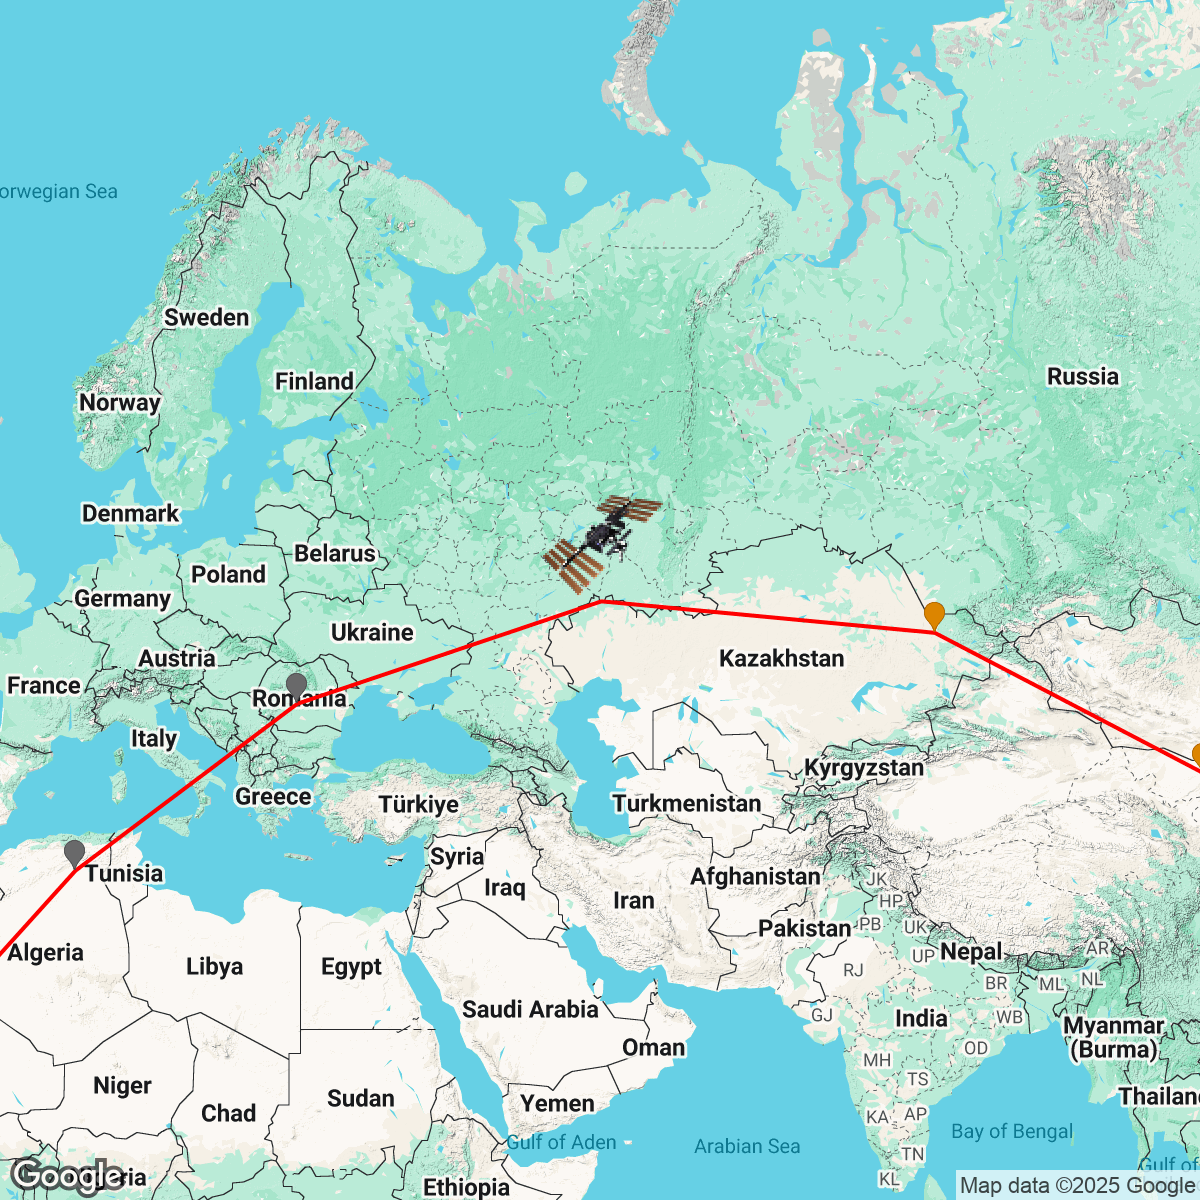 orwegian Sea
Sweden
Finland
Norway
Russia
Denmark
Belarus
Poland
Germany
Ukraine
Austria
France
Kazakhstan
Romania
Italy
Kyrgyzstan
Greece
Türkiye
Turkmenistan
Syria
Tunisia
Iraq
Afghanistan
JK
Iran
HP
Pakistan
PB
UK
Algeria
Libya
Egypt
UP
Nepal
AR
RJ
BR
ML
NL
Saudi Arabia
GJ
India
WB
Myanmar
(Burma)
Oman
OD
MH
TS
Niger
Chad
Sudan
Yemen
Thailan
KA
AP
Gulf of Aden
Arabian Sea
Bay of Bengal
TN
Gulf of
KL
Google
geria
Ethiopia
Map data ©2025 Google